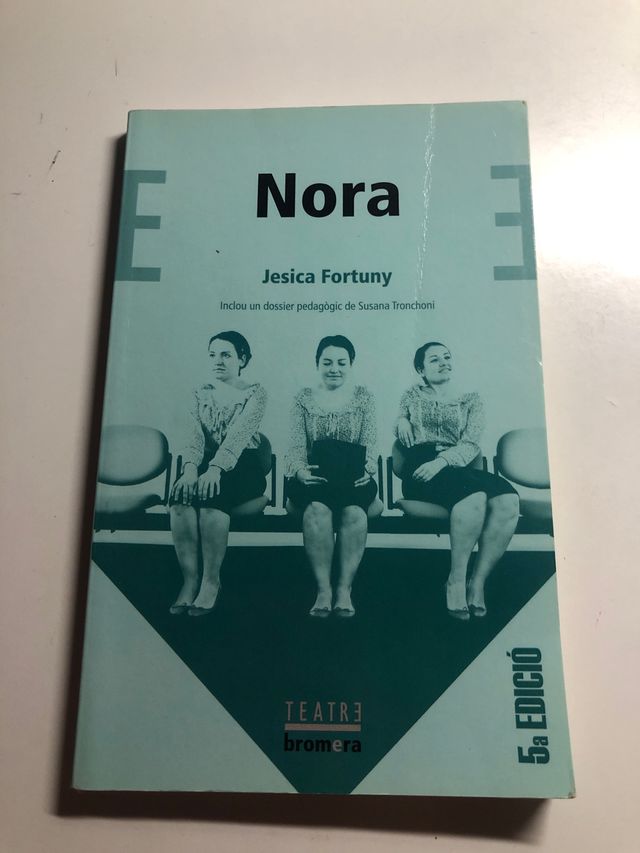 Nora
Jesica Fortuny
Inclou un dossier pedagògic de Susana Tronchoni
TEATRE
bromera
5a EDICIÓ